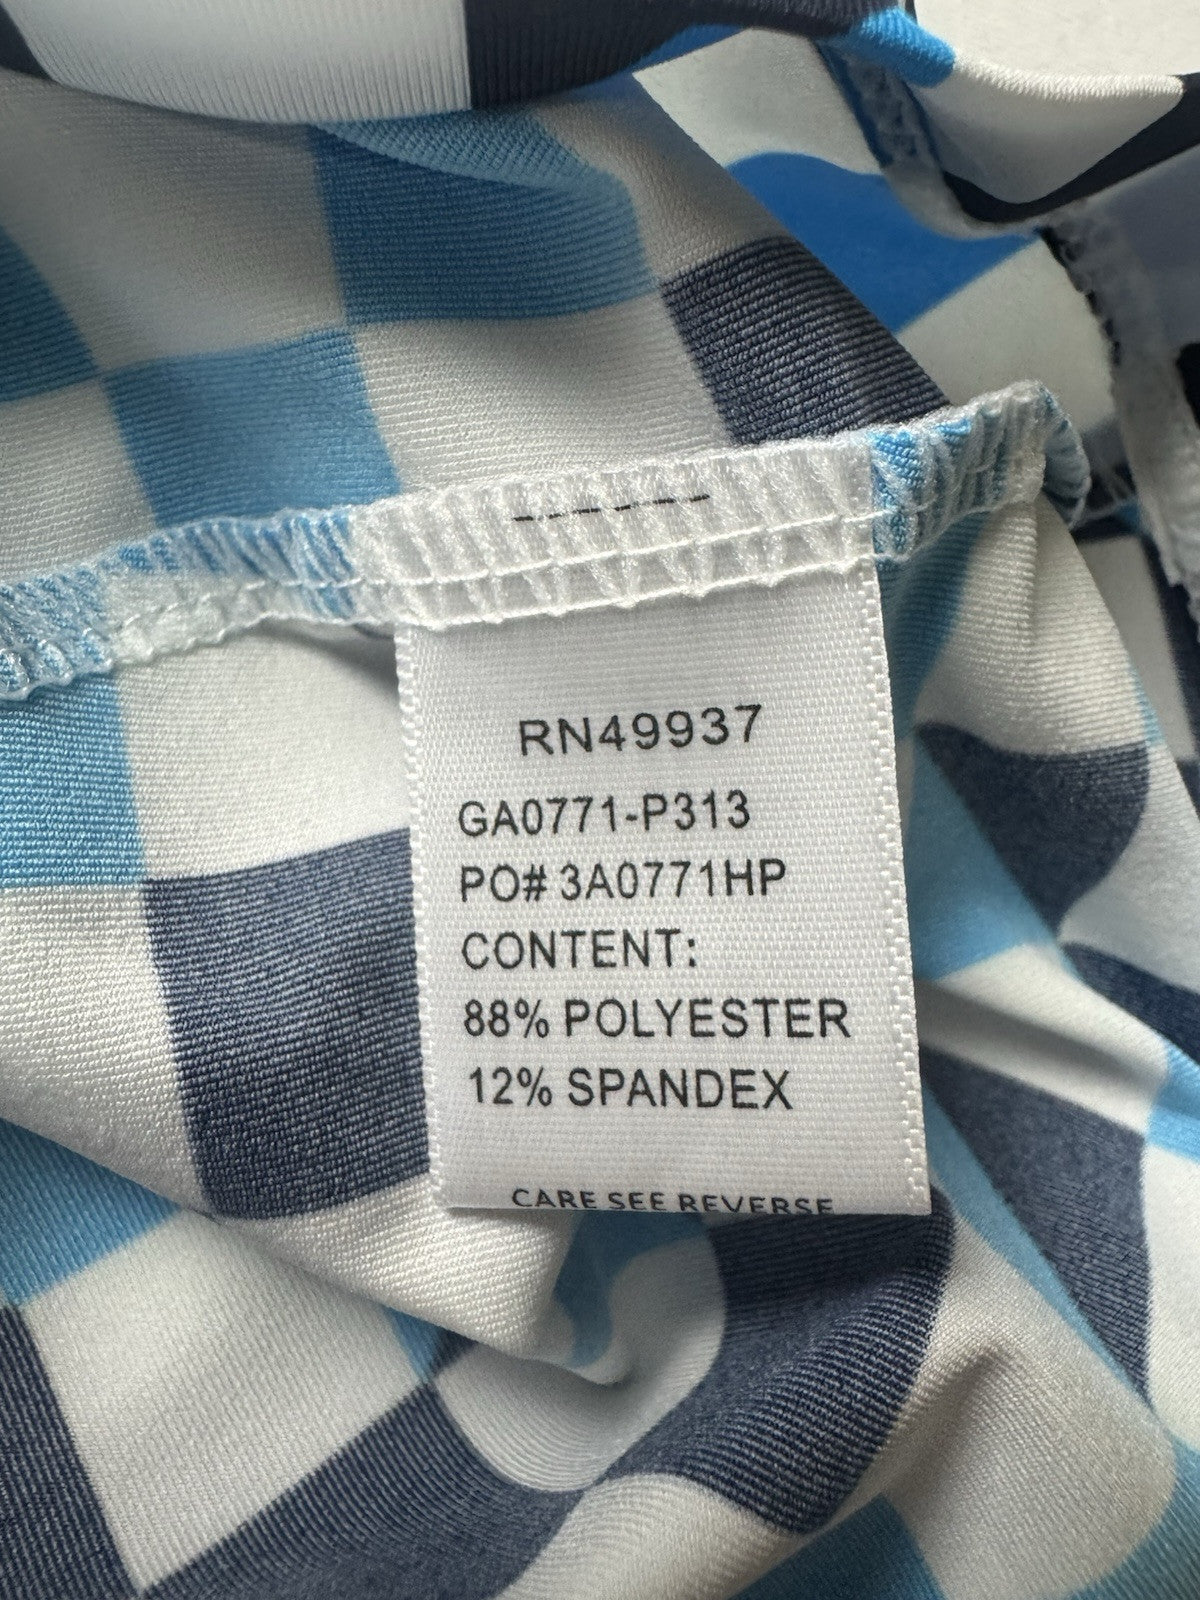 RN49937
GA0771-P313
PO# 3A0771HP
CONTENT:
88% POLYESTER
12% SPANDEX
CARE SEE REVERSE